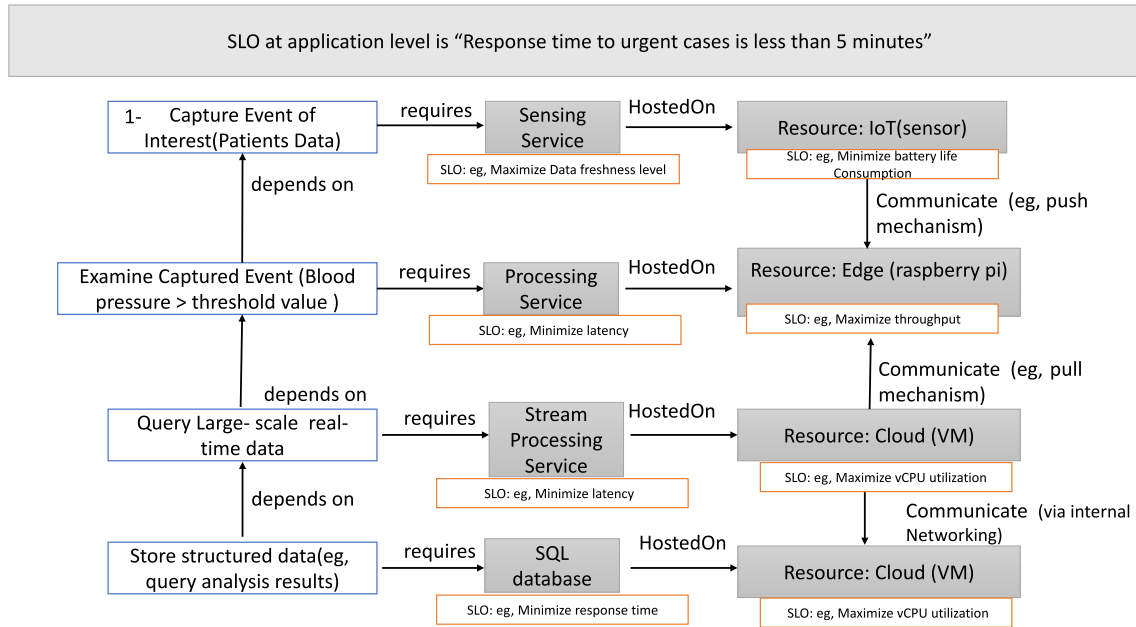 SLO at application level is “Response time to urgent cases is less than 5 minutes”
1- Capture Event of
Interest(Patients Data)
requires
Sensing
Service
SLO: eg, Maximize Data freshness level
HostedOn
Resource: IoT(sensor)
SLO: eg, Minimize battery life
Consumption
depends on
Communicate (eg, push
mechanism)
Examine Captured Event (Blood
pressure > threshold value )
requires
Processing
Service
SLO: eg, Minimize latency
HostedOn
Resource: Edge (raspberry pi)
SLO: eg, Maximize throughput
depends on
Communicate (eg, pull
mechanism)
Query Large- scale real-
time data
requires
Stream
Processing
Service
SLO: eg, Minimize latency
HostedOn
Resource: Cloud (VM)
SLO: eg, Maximize vCPU utilization
depends on
Communicate (via internal
Networking)
Store structured data(eg,
query analysis results)
requires
SQL
database
SLO: eg, Minimize response time
HostedOn
Resource: Cloud (VM)
SLO: eg, Maximize vCPU utilization